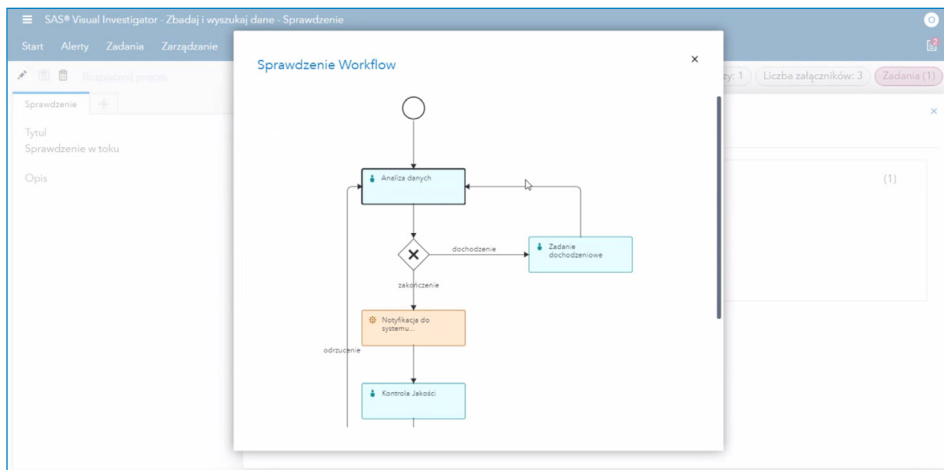 SAS® Visual Investigator - Zbadaj i wyszukaj dane - Sprawdzenie
O
Start Alerty Zadania Zarządzanie
Sprawdzenie Workflow
Liczba załączników: 3
Zadania (1)
Sprawdzenie
Tytuł
Sprawdzenie w toku
Opis
(1)
Analiza danych
dochodzenie
Zadanie
dochodzeniowe
zakończenie
Notyfikacja do
systemu...
odrzucenie
Kontrola Jakości